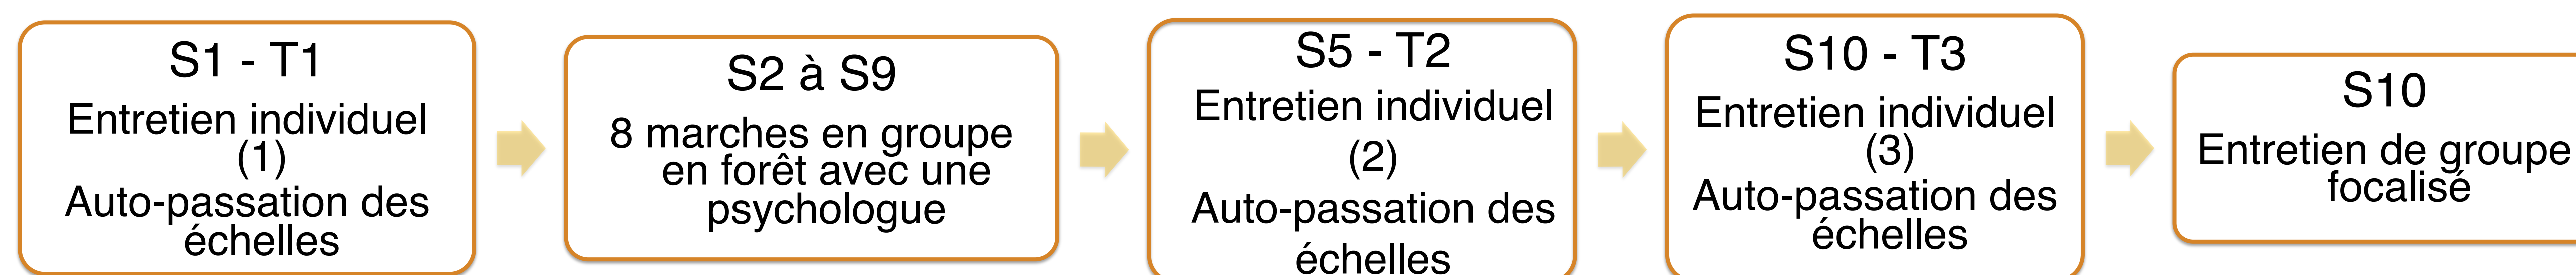 S1 - T1
Entretien individuel
(1)
Auto-passation des
échelles
S2 à S9
8 marches en groupe
en forêt avec une
psychologue
S5 - T2
Entretien individuel
(2)
Auto-passation des
échelles
S10 - T3
Entretien individuel
(3)
Auto-passation des
échelles
S10
Entretien de groupe
focalisé